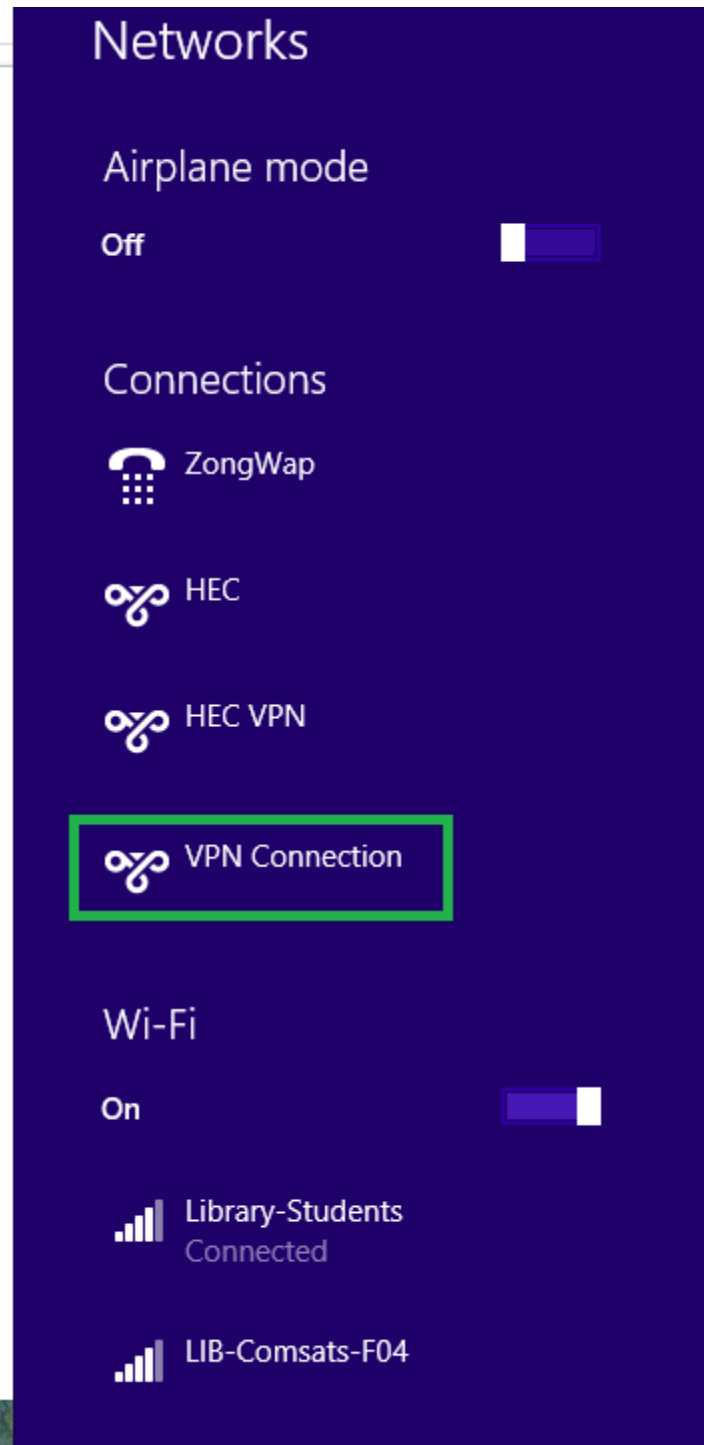 Networks
Airplane mode
Off
Connections
ZongWap
HEC
HEC VPN
VPN Connection
Wi-Fi
On
Library-Students
Connected
LIB-Comsats-F04